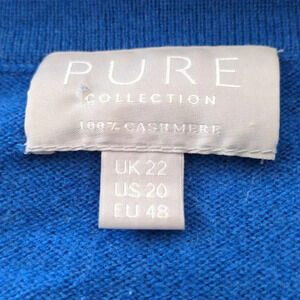 PURE
COLLECTION
100% CASHMERE
UK 22
US 20
EU 48